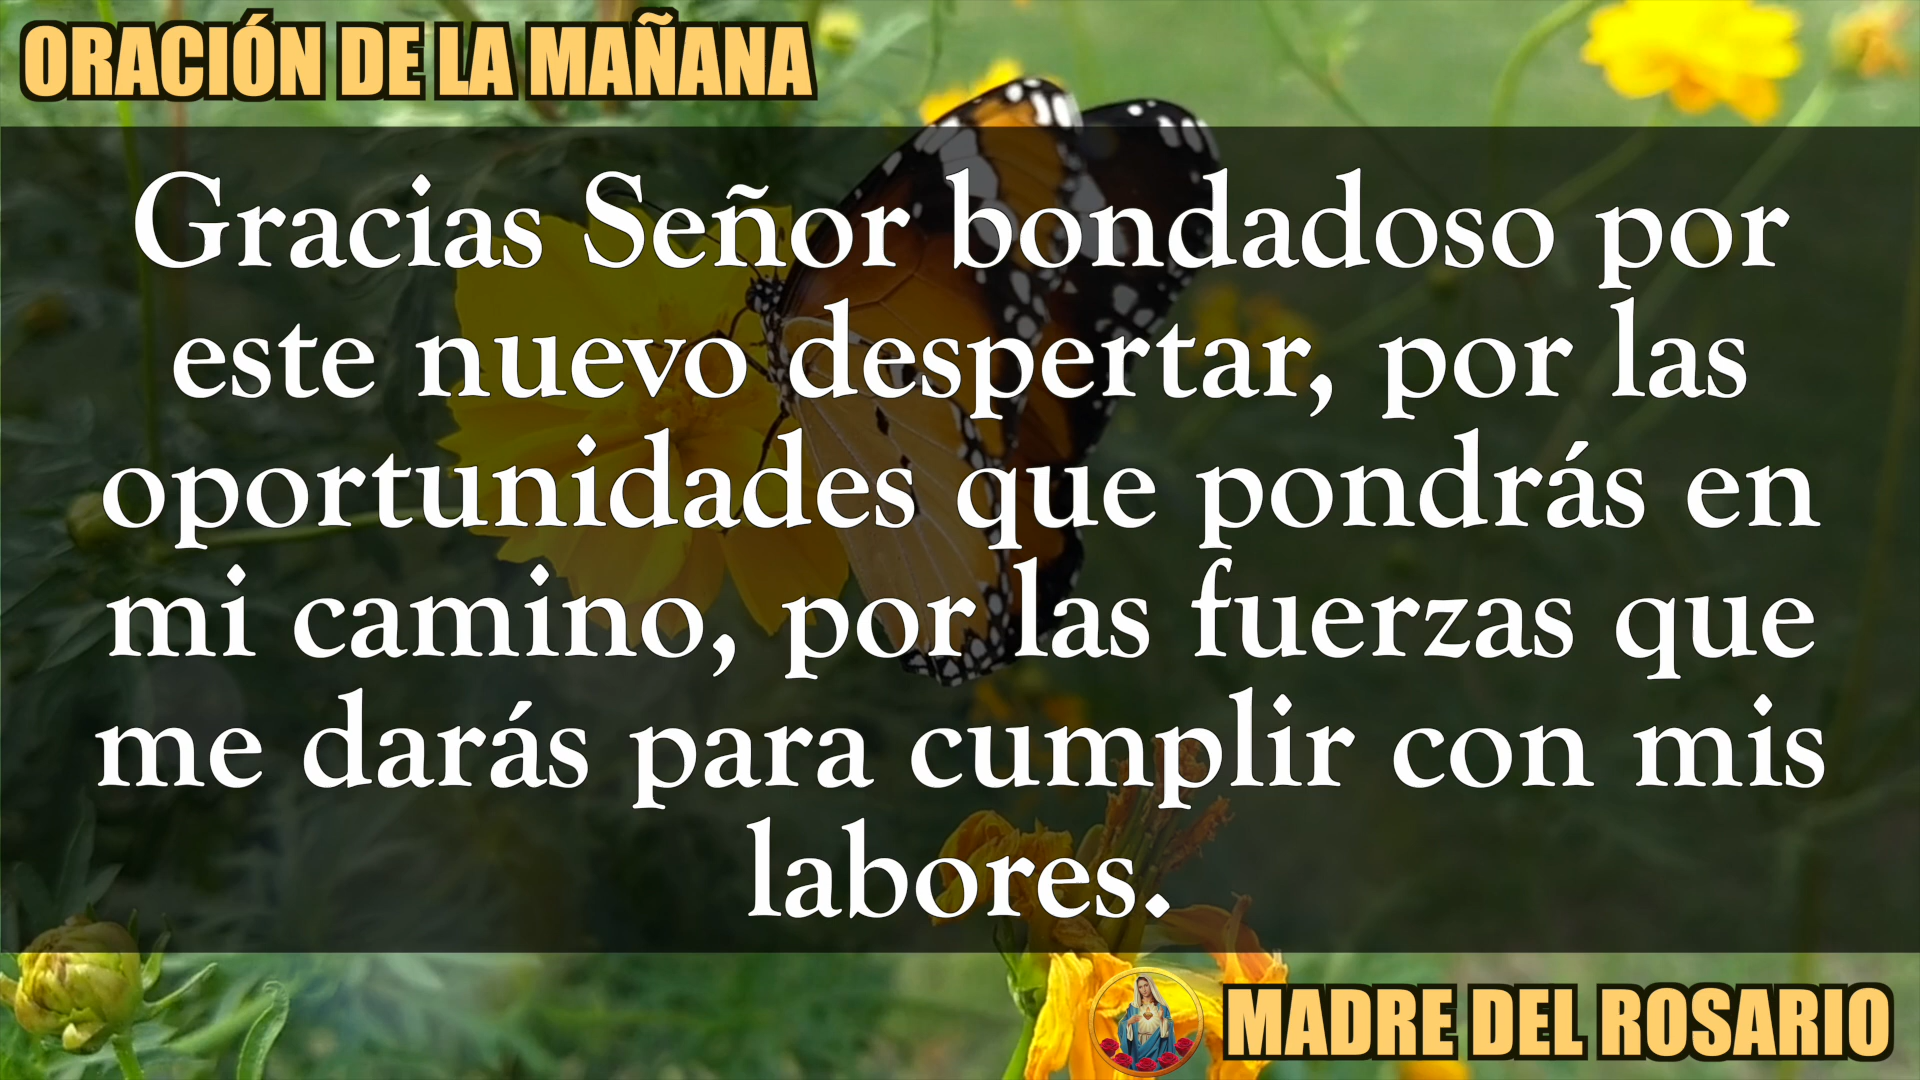 ORACIÓN DE LA MAÑANA
Gracias Señor bondadoso por
este nuevo despertar, por las
oportunidades que pondrás en
mi camino, por las fuerzas que
me darás para cumplir con mis
labores.
MADRE DEL ROSARIO